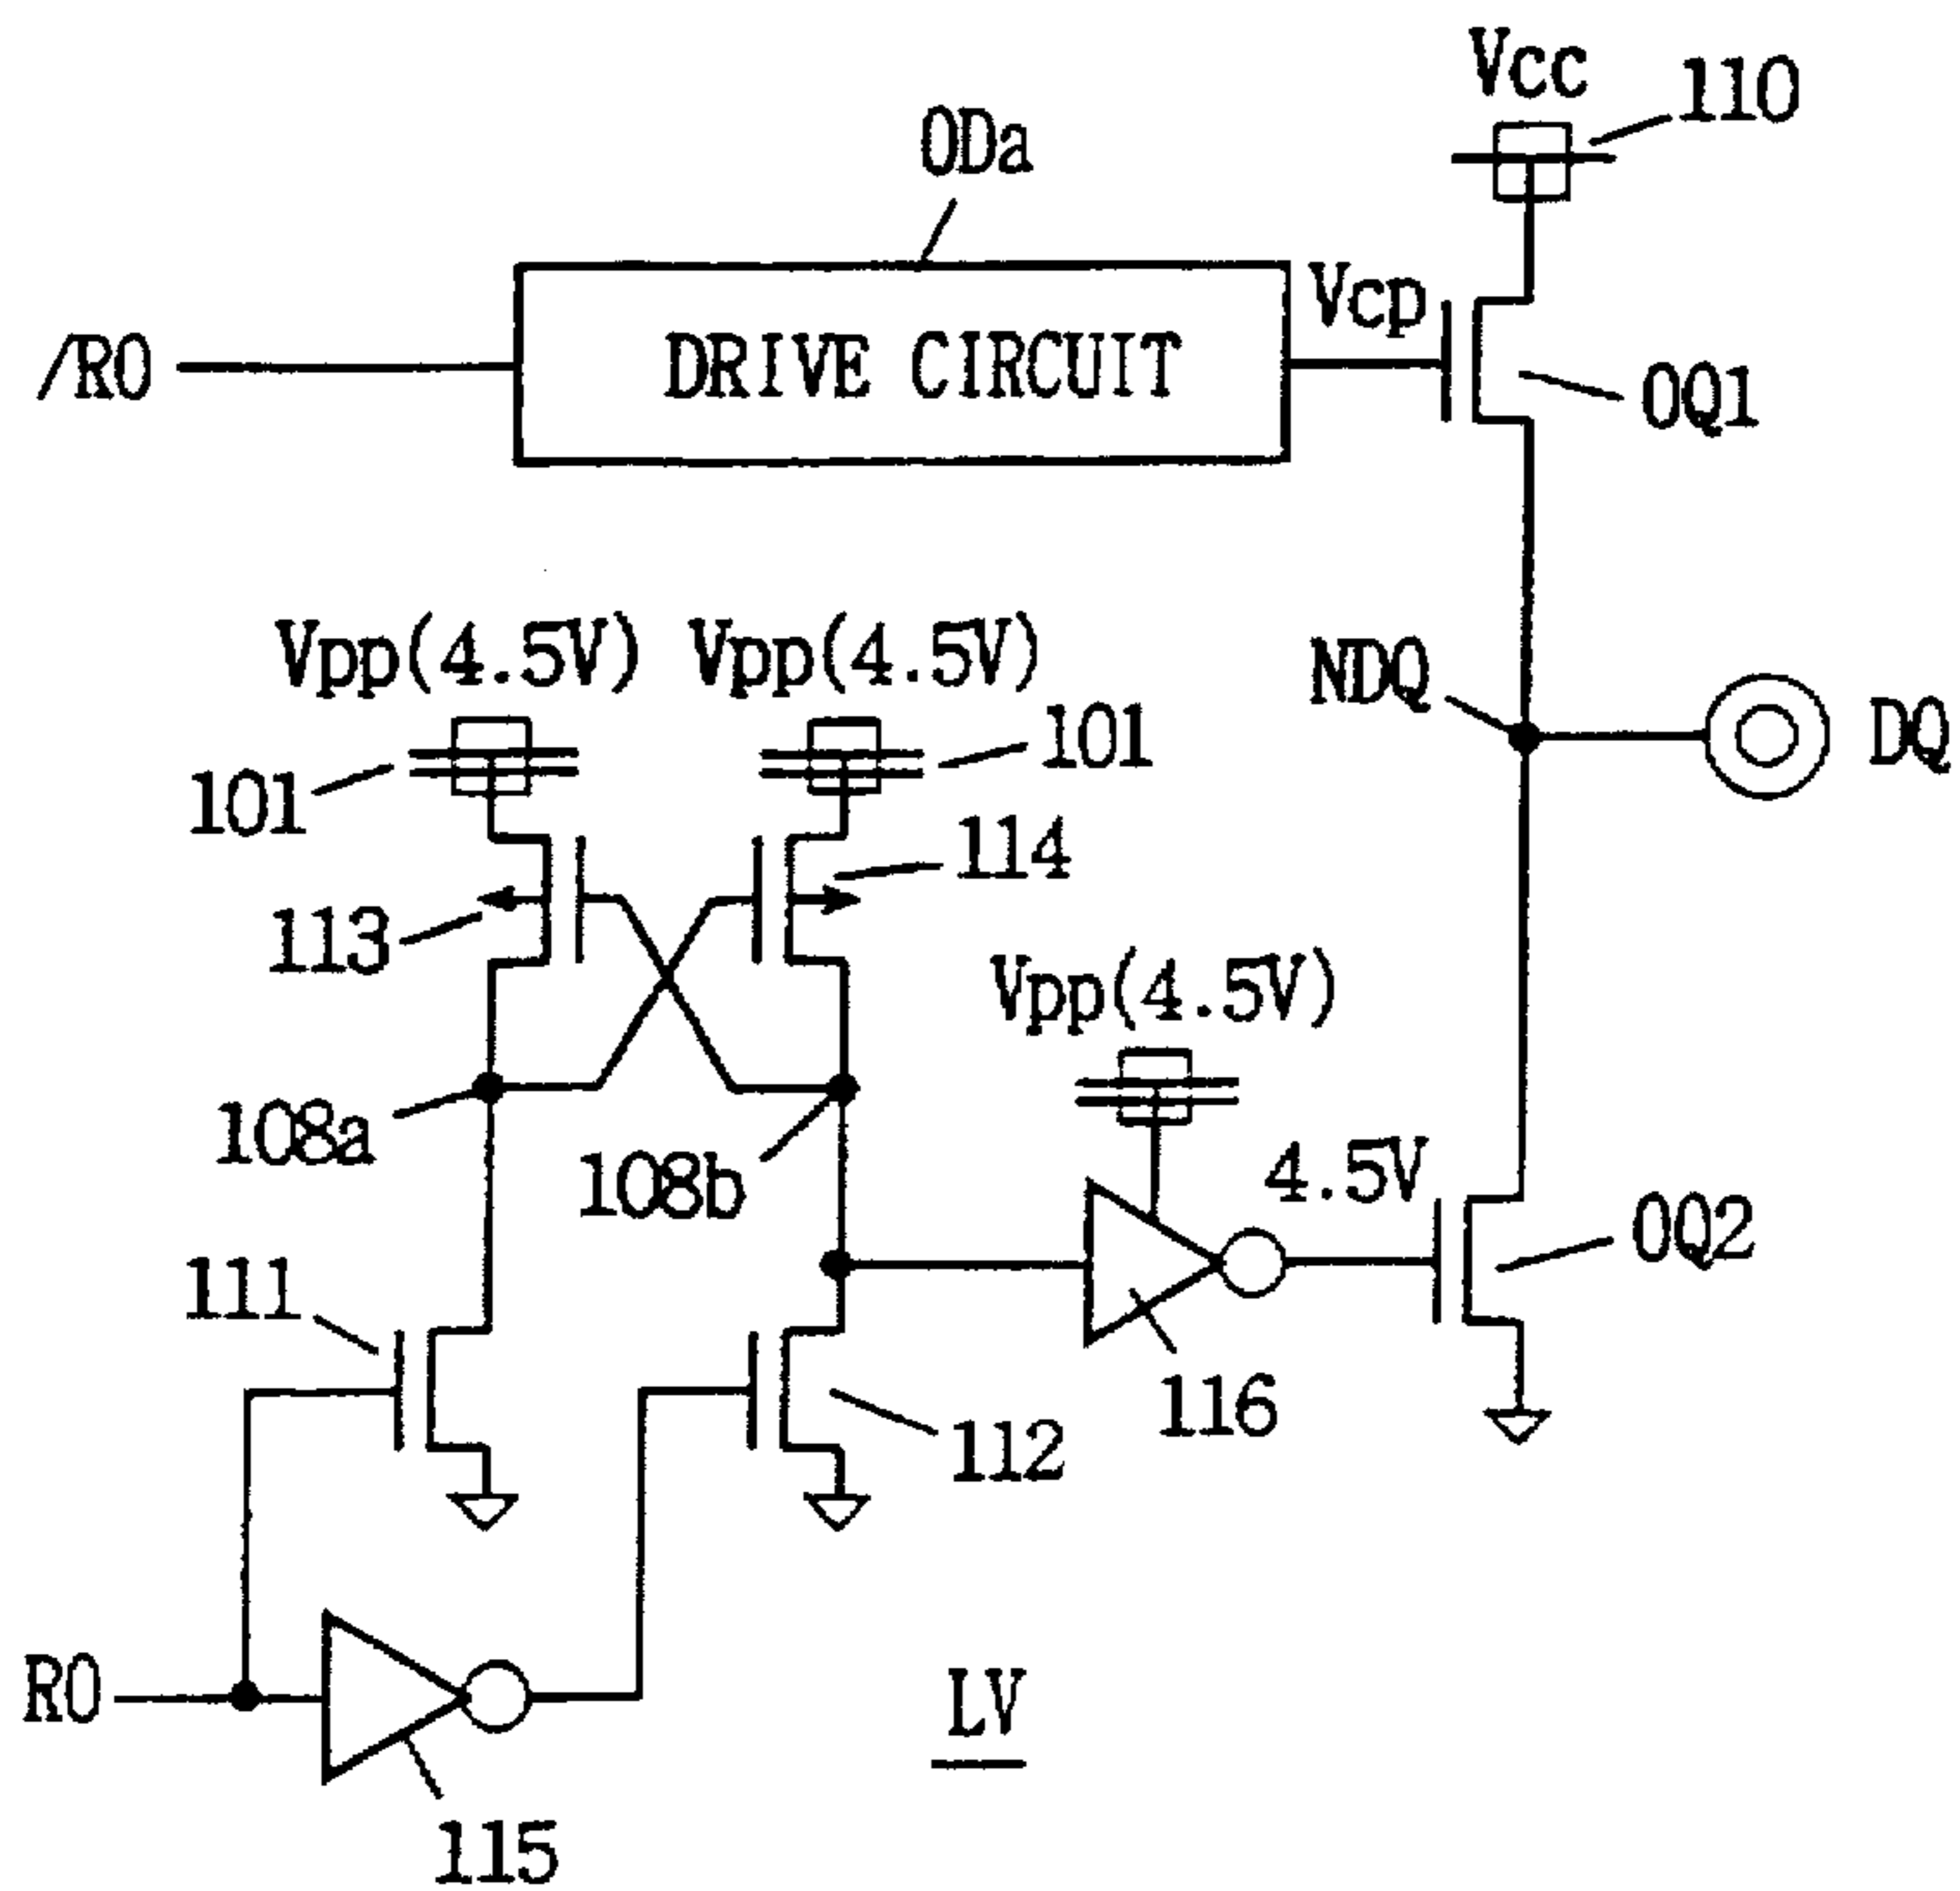 Vcc
110
ODa
/RO
DRIVE CIRCUIT
Vcp
OQ1
Vpp(4.5V)
Vpp(4.5V)
NDQ
DQ
101
101
114
113
Vpp(4.5V)
108a
108b
4.5V
OQ2
111
116
112
RO
LV
115